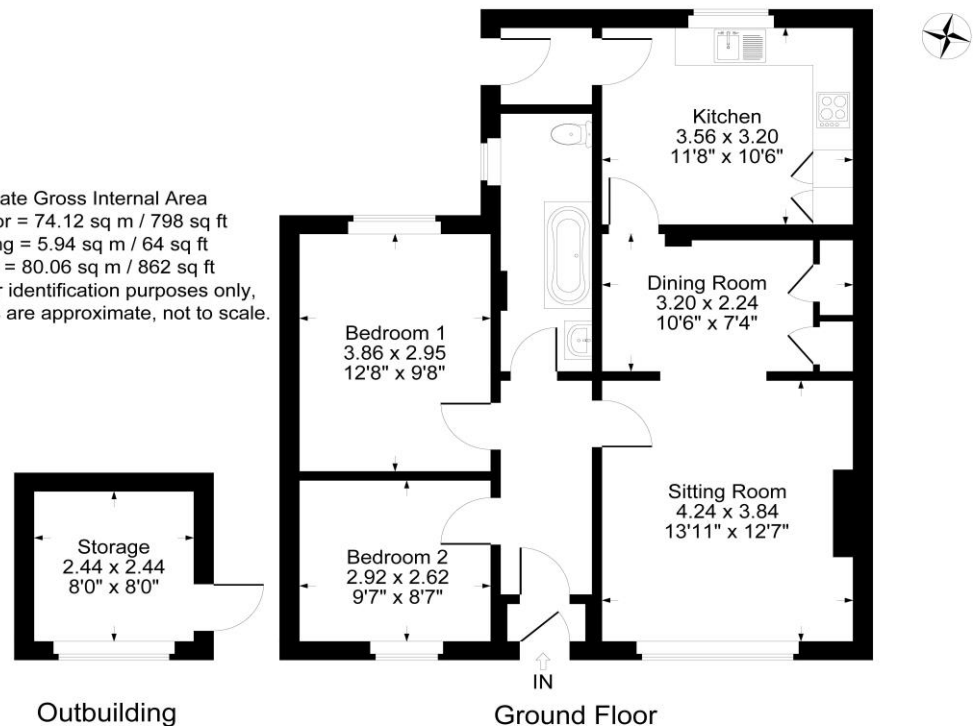 ate Gross Internal Area
or = 74.12 sq m / 798 sq ft
ng = 5.94 sq m / 64 sq ft
= 80.06 sq m / 862 sq ft
r identification purposes only,
s are approximate, not to scale.
Kitchen
3.56 x 3.20
11'8" x 10'6"
Dining Room
3.20 x 2.24
10'6" x 7'4"
Bedroom 1
3.86 x 2.95
12'8" x 9'8"
Sitting Room
4.24 x 3.84
13'11" x 12'7"
Storage
2.44 x 2.44
8'0" x 8'0"
Bedroom 2
2.92 x 2.62
9'7" x 8'7"
IN
Outbuilding
Ground Floor